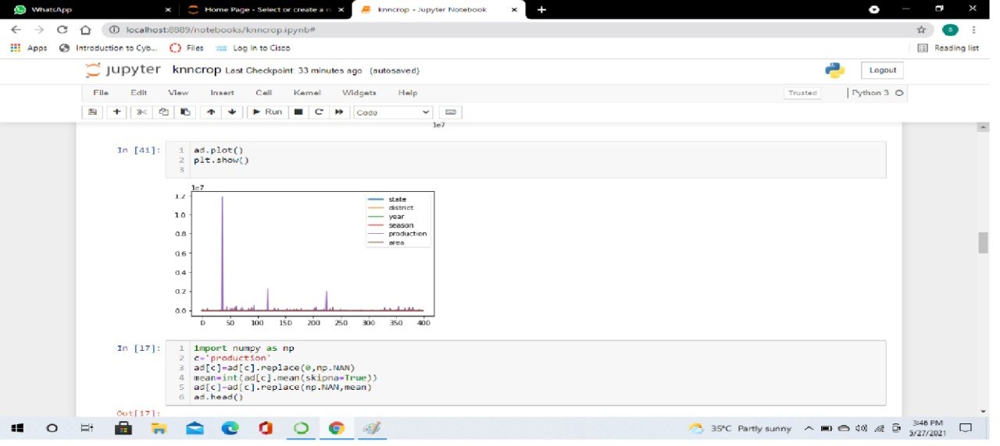 WhatsApp
Home Page - Select or create a n
knncrop - Jupyter Notebook
localhost:8889/notebooks/knncrop.ipynb#
Apps Introduction to Cyb... Files Log In to Cisco Reading list
jupyter knncrop Last Checkpoint: 33 minutes ago (autosaved) Logout
File Edit View Insert Cell Kernel Widgets Help Trusted Python 3
Run Code
1e7
In [41]:
1 ad.plot()
2 plt.show()
3
1e7
1.2
1.0
0.8
0.6
0.4
0.2
0.0
state
district
year
season
production
area
0 50 100 150 200 250 300 350 400
In [17]:
1 import numpy as np
2 c='production'
3 ad[c]=ad[c].replace(0,np.NAN)
4 mean=int(ad[c].mean(skipna=True))
5 ad[c]=ad[c].replace(np.NAN,mean)
6 ad.head()
Out[17]:
35°C Partly sunny
3:46 PM
5/27/2021